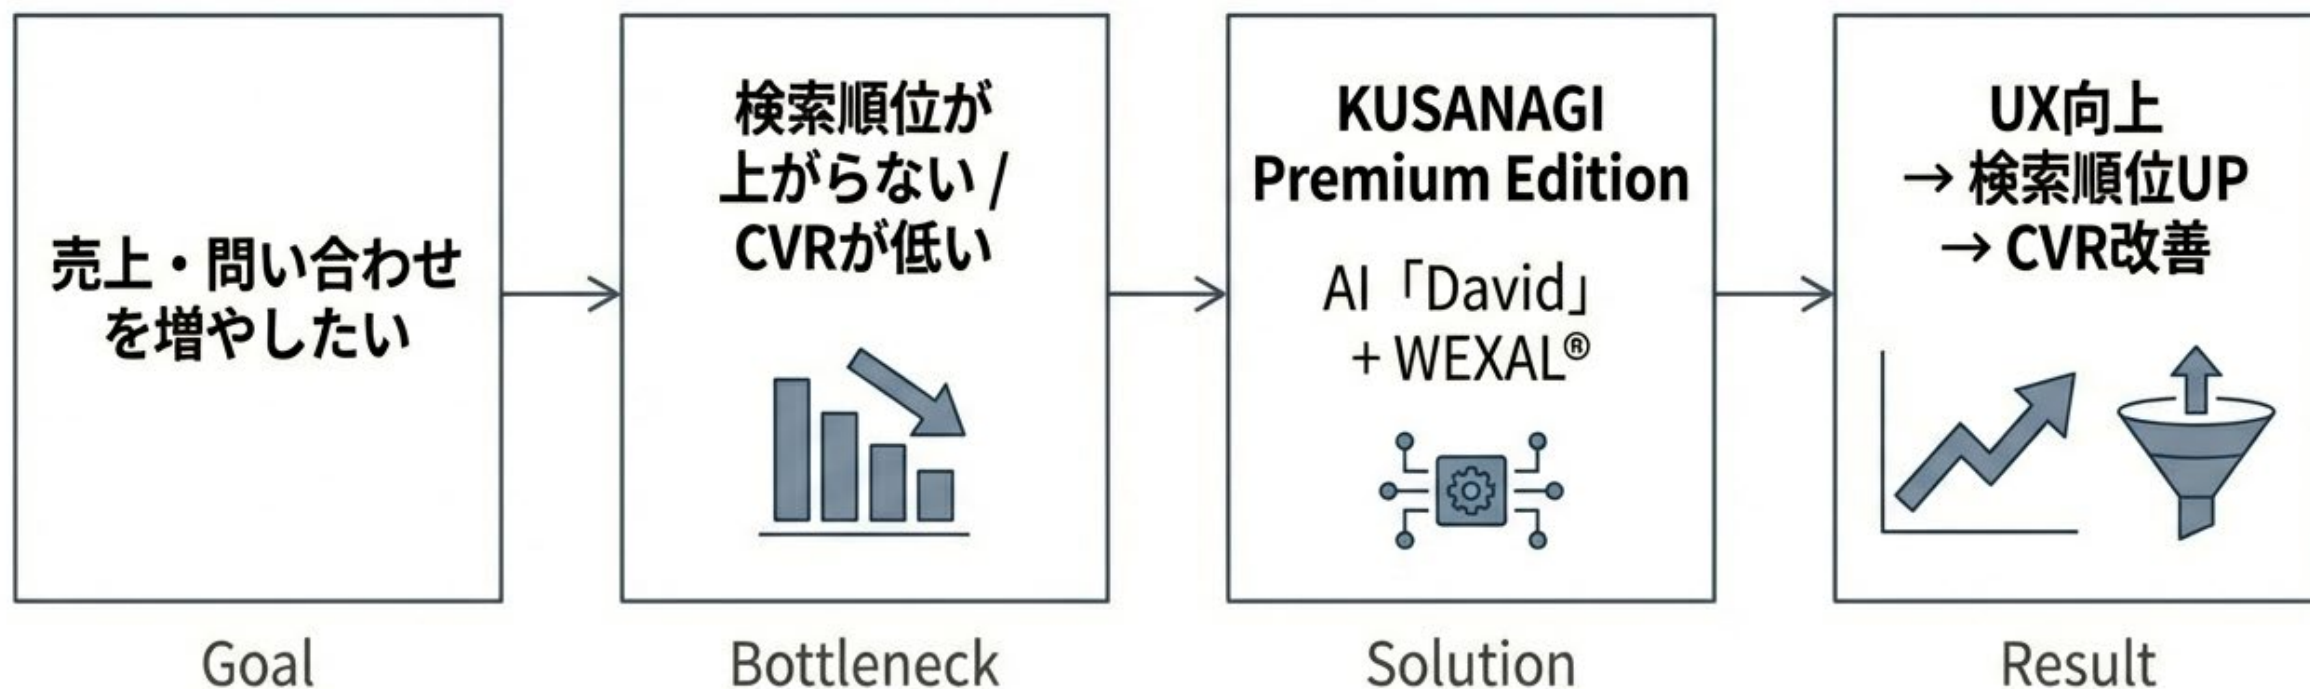 売上・問い合わせ
を増やしたい
Goal
検索順位が
上がらない /
CVRが低い
Bottleneck
KUSANAGI
Premium Edition
AI「David」
+ WEXAL®
Solution
UX向上
→ 検索順位UP
→ CVR改善
Result